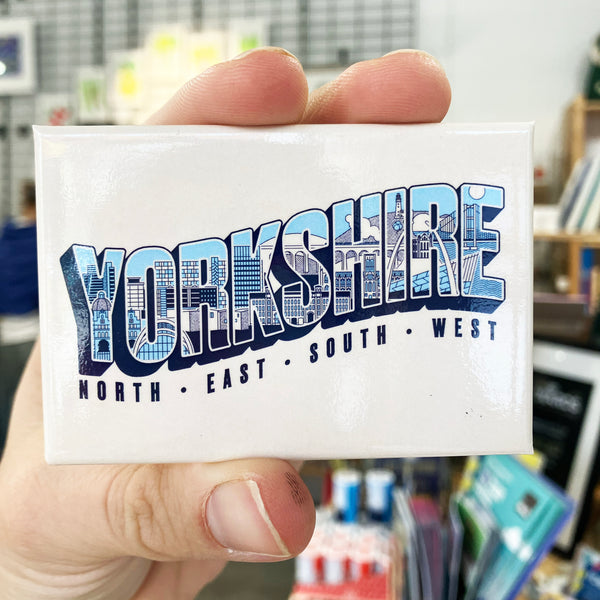 YORKSHIRE
NORTH · EAST · SOUTH · WEST